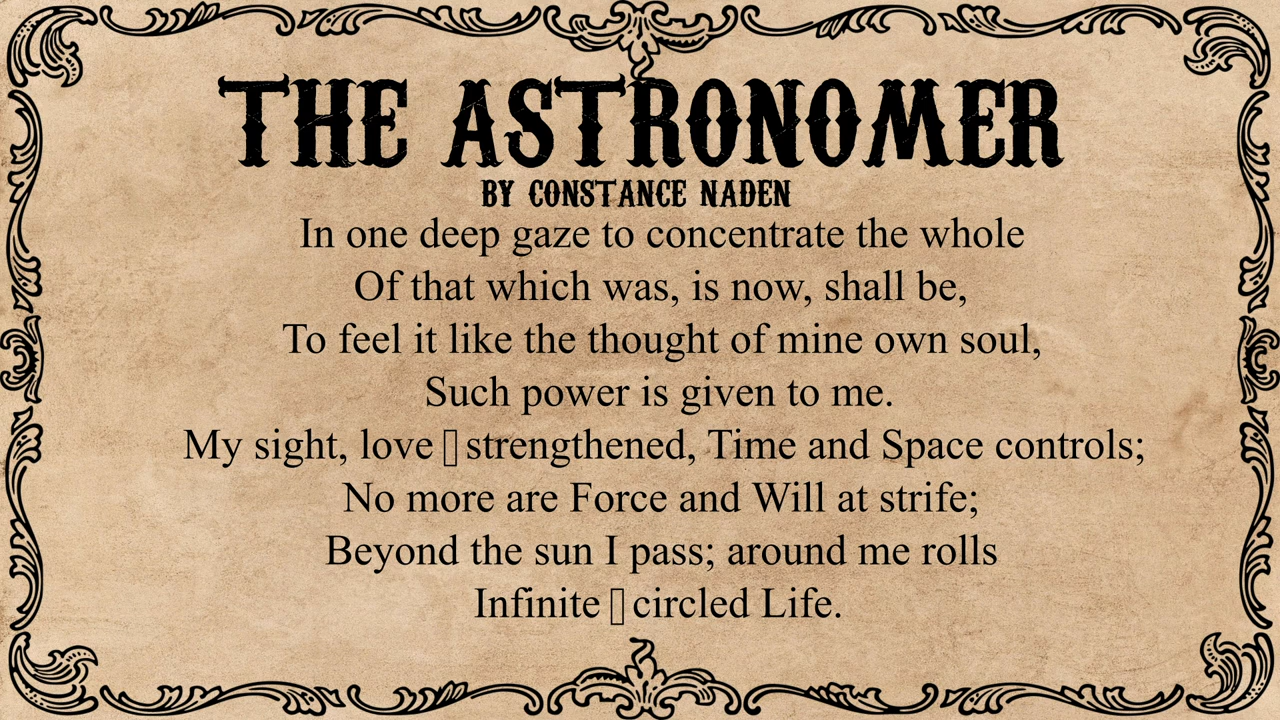 THE ASTRONOMER
BY CONSTANCE NADEN
In one deep gaze to concentrate the whole
Of that which was, is now, shall be,
To feel it like the thought of mine own soul,
Such power is given to me.
My sight, love▯strengthened, Time and Space controls;
No more are Force and Will at strife;
Beyond the sun I pass; around me rolls
Infinite▯circled Life.